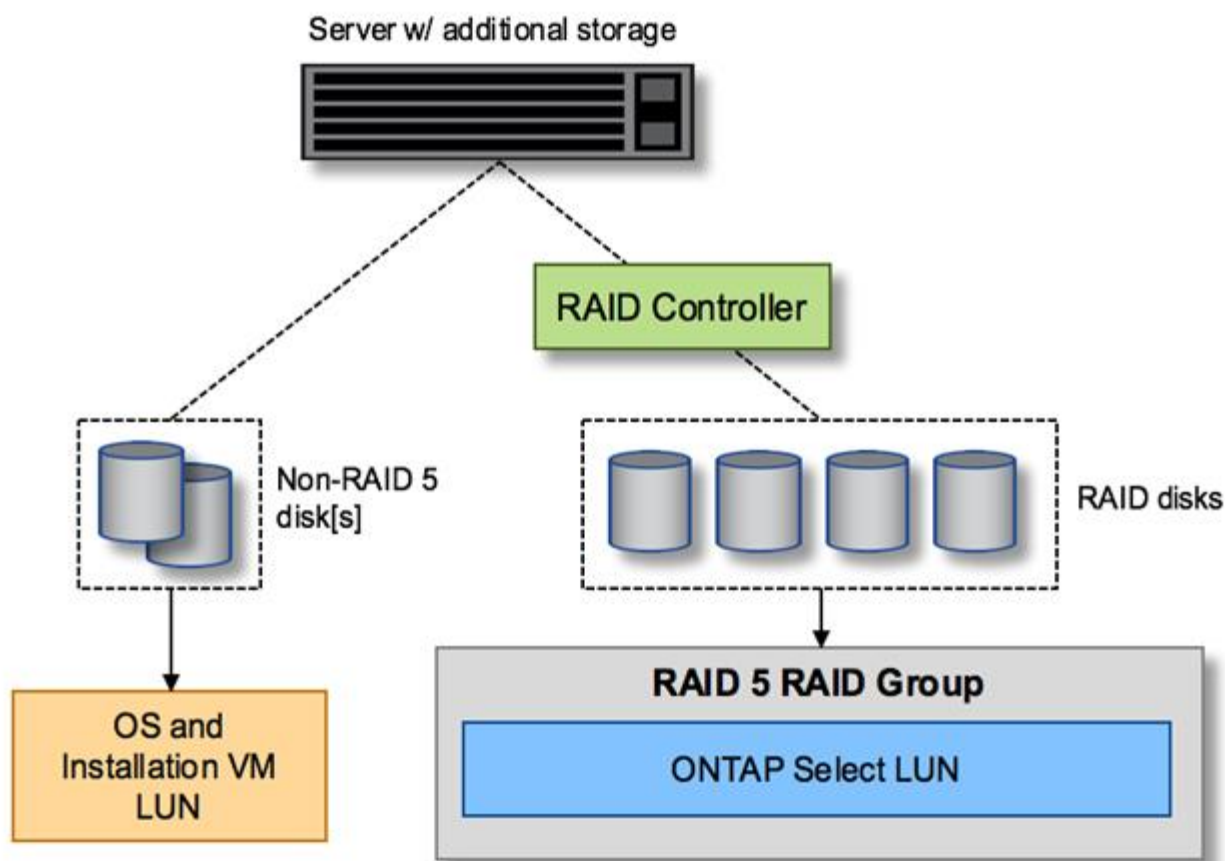 Server w/ additional storage
RAID Controller
Non-RAID 5
disk[s]
RAID disks
OS and
Installation VM
LUN
RAID 5 RAID Group
ONTAP Select LUN